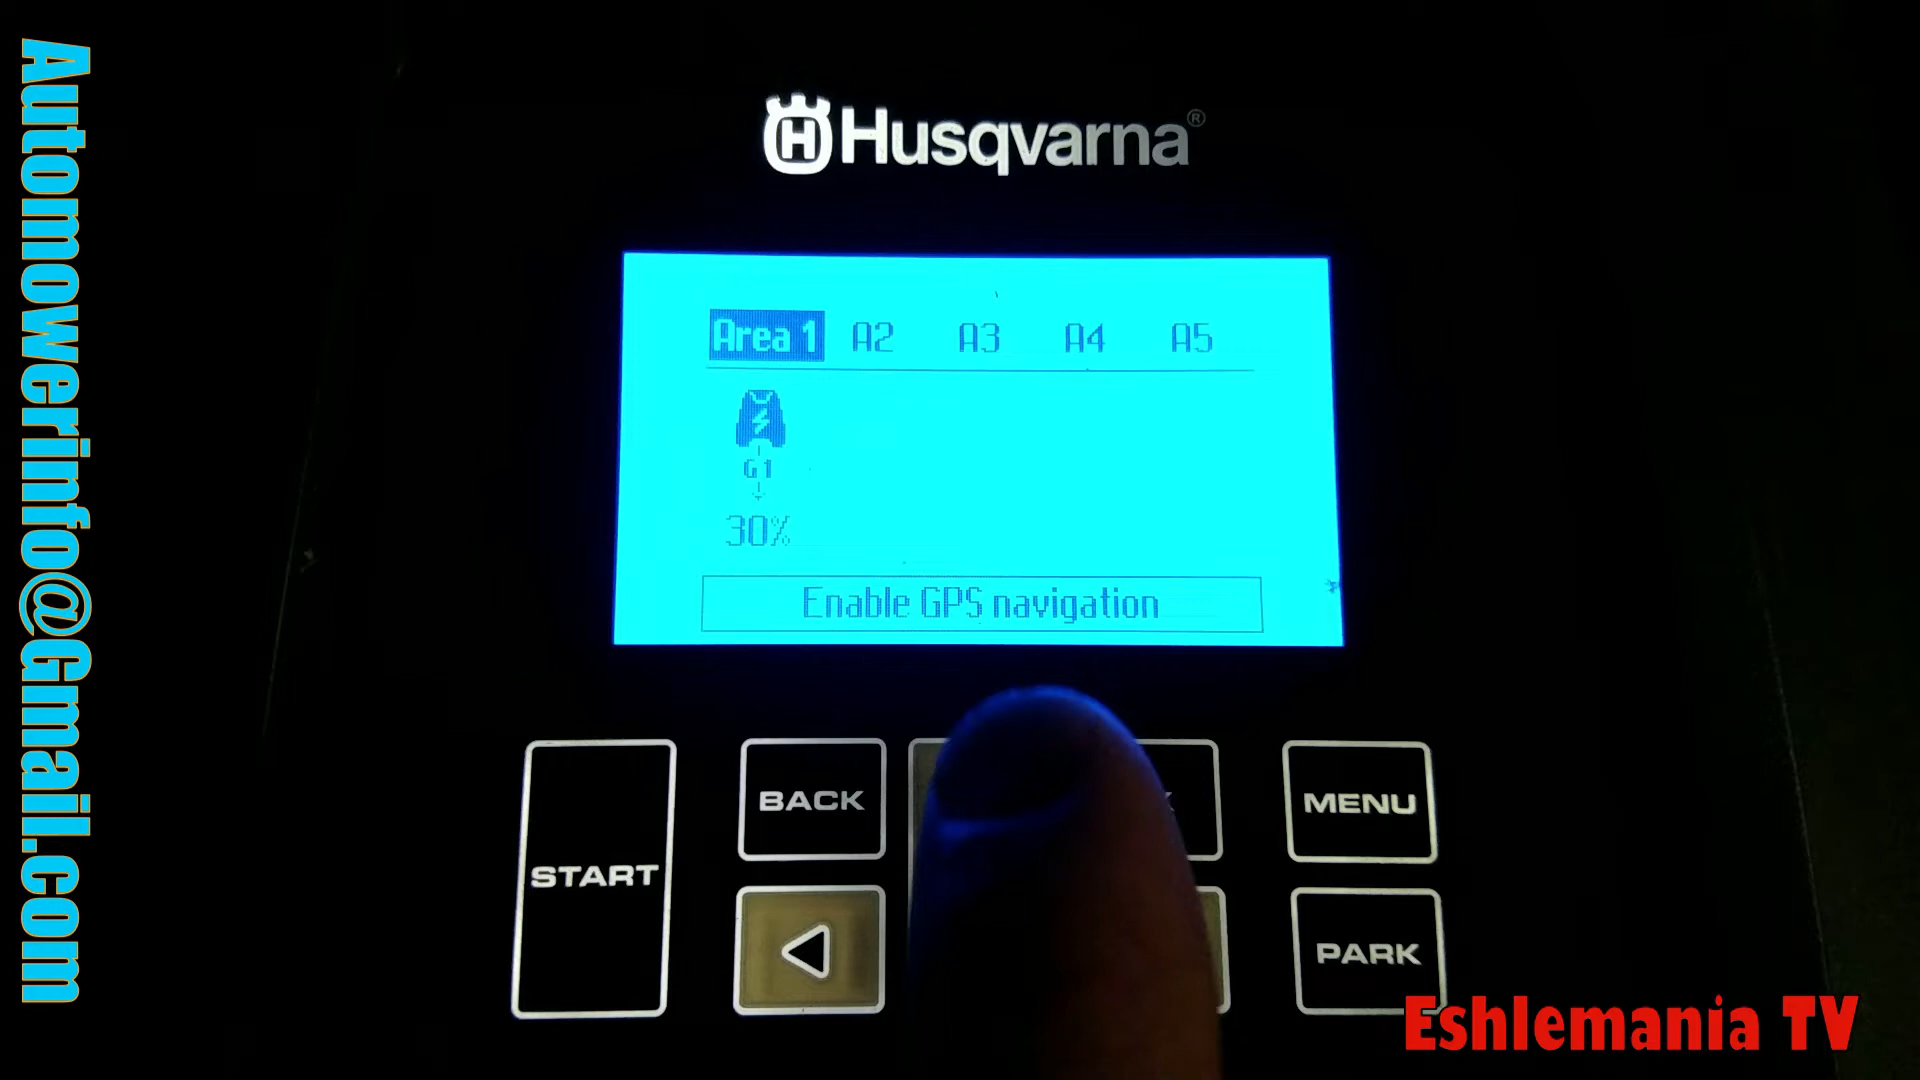 Automowerinfo@Gmail.com
Husqvarna®
Area 1 A2 A3 A4 A5
G1
30%
Enable GPS navigation
START
BACK
MENU
PARK
Eshlemania TV